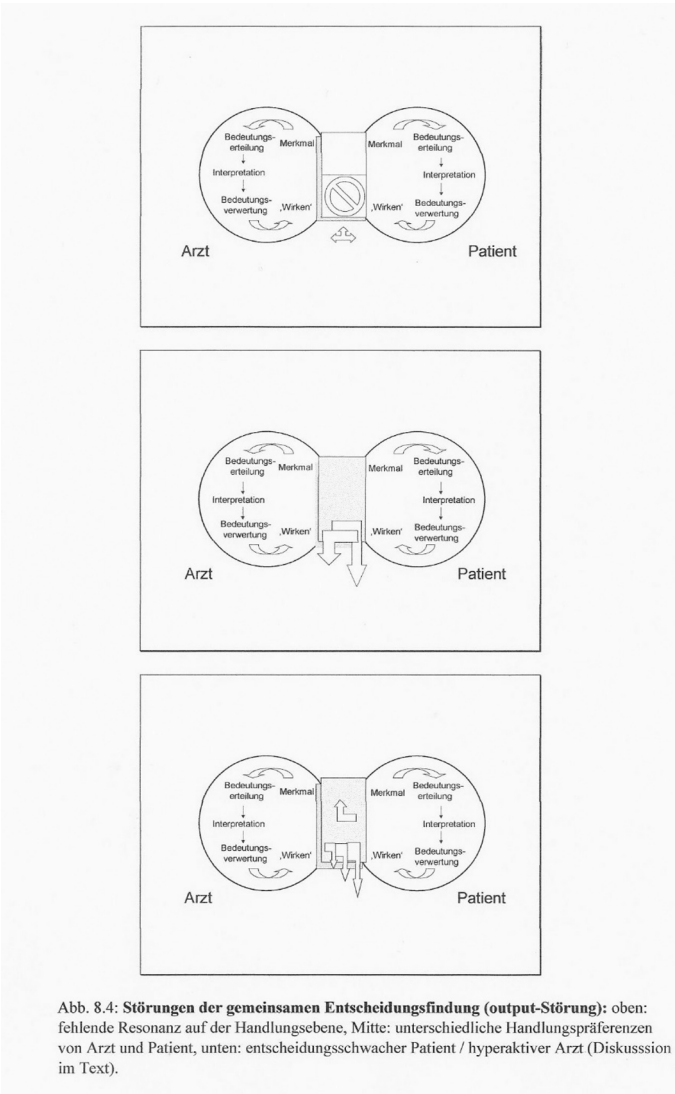 Bedeutungs-
erteilung
Merkmal
Interpretation
Bedeutungs-
verwertung
‚Wirken‘
Merkmal
Bedeutungs-
erteilung
Interpretation
‚Wirken‘
Bedeutungs-
verwertung
Arzt
Patient
Bedeutungs-
erteilung
Merkmal
Interpretation
Bedeutungs-
verwertung
‚Wirken‘
Merkmal
Bedeutungs-
erteilung
Interpretation
‚Wirken‘
Bedeutungs-
verwertung
Arzt
Patient
Bedeutungs-
erteilung
Merkmal
Interpretation
Bedeutungs-
verwertung
‚Wirken‘
Merkmal
Bedeutungs-
erteilung
Interpretation
‚Wirken‘
Bedeutungs-
verwertung
Arzt
Patient
Abb. 8.4: Störungen der gemeinsamen Entscheidungsfindung (output-Störung): oben:
fehlende Resonanz auf der Handlungsebene, Mitte: unterschiedliche Handlungspräferenzen
von Arzt und Patient, unten: entscheidungsschwacher Patient / hyperaktiver Arzt (Diskusssion
im Text).